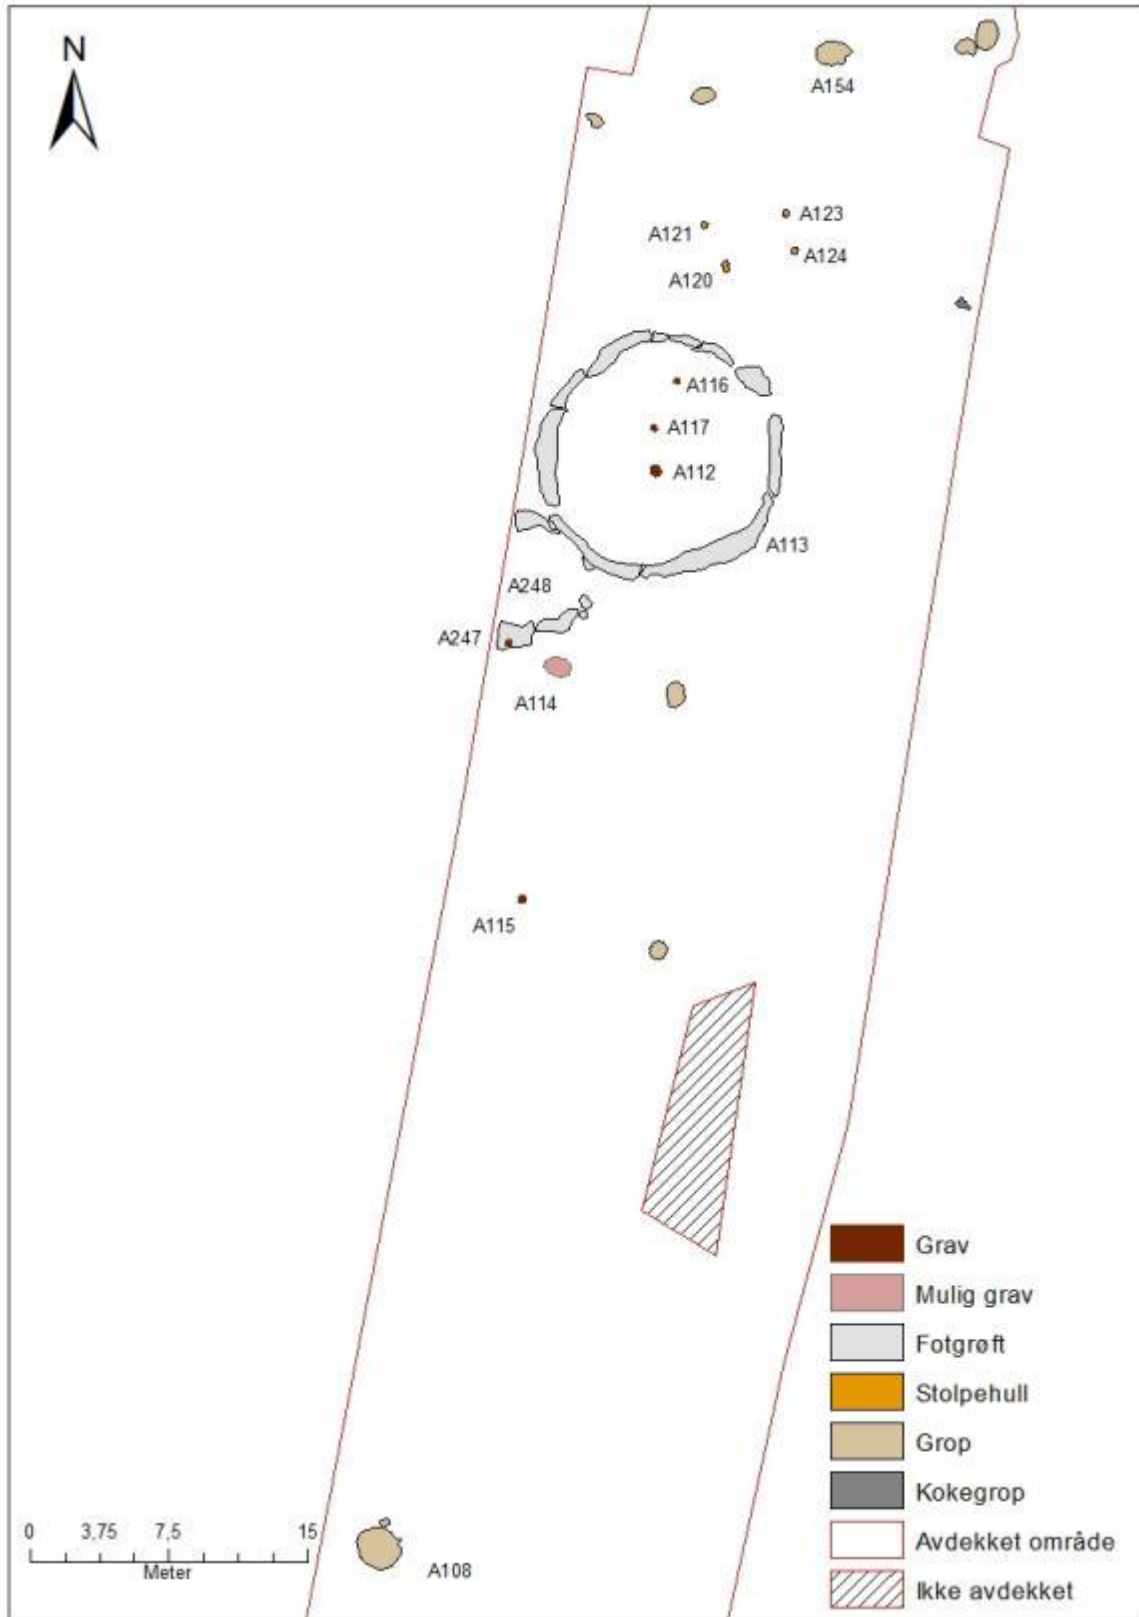 N
A154
A123
A121
A124
A120
A116
A117
A112
A113
A248
A247
A114
A115
Grav
Mulig grav
Fotgrøft
Stolpehull
Grop
Kokegrop
Avdekket område
Ikke avdekket
0 3,75 7,5 15
Meter
A108